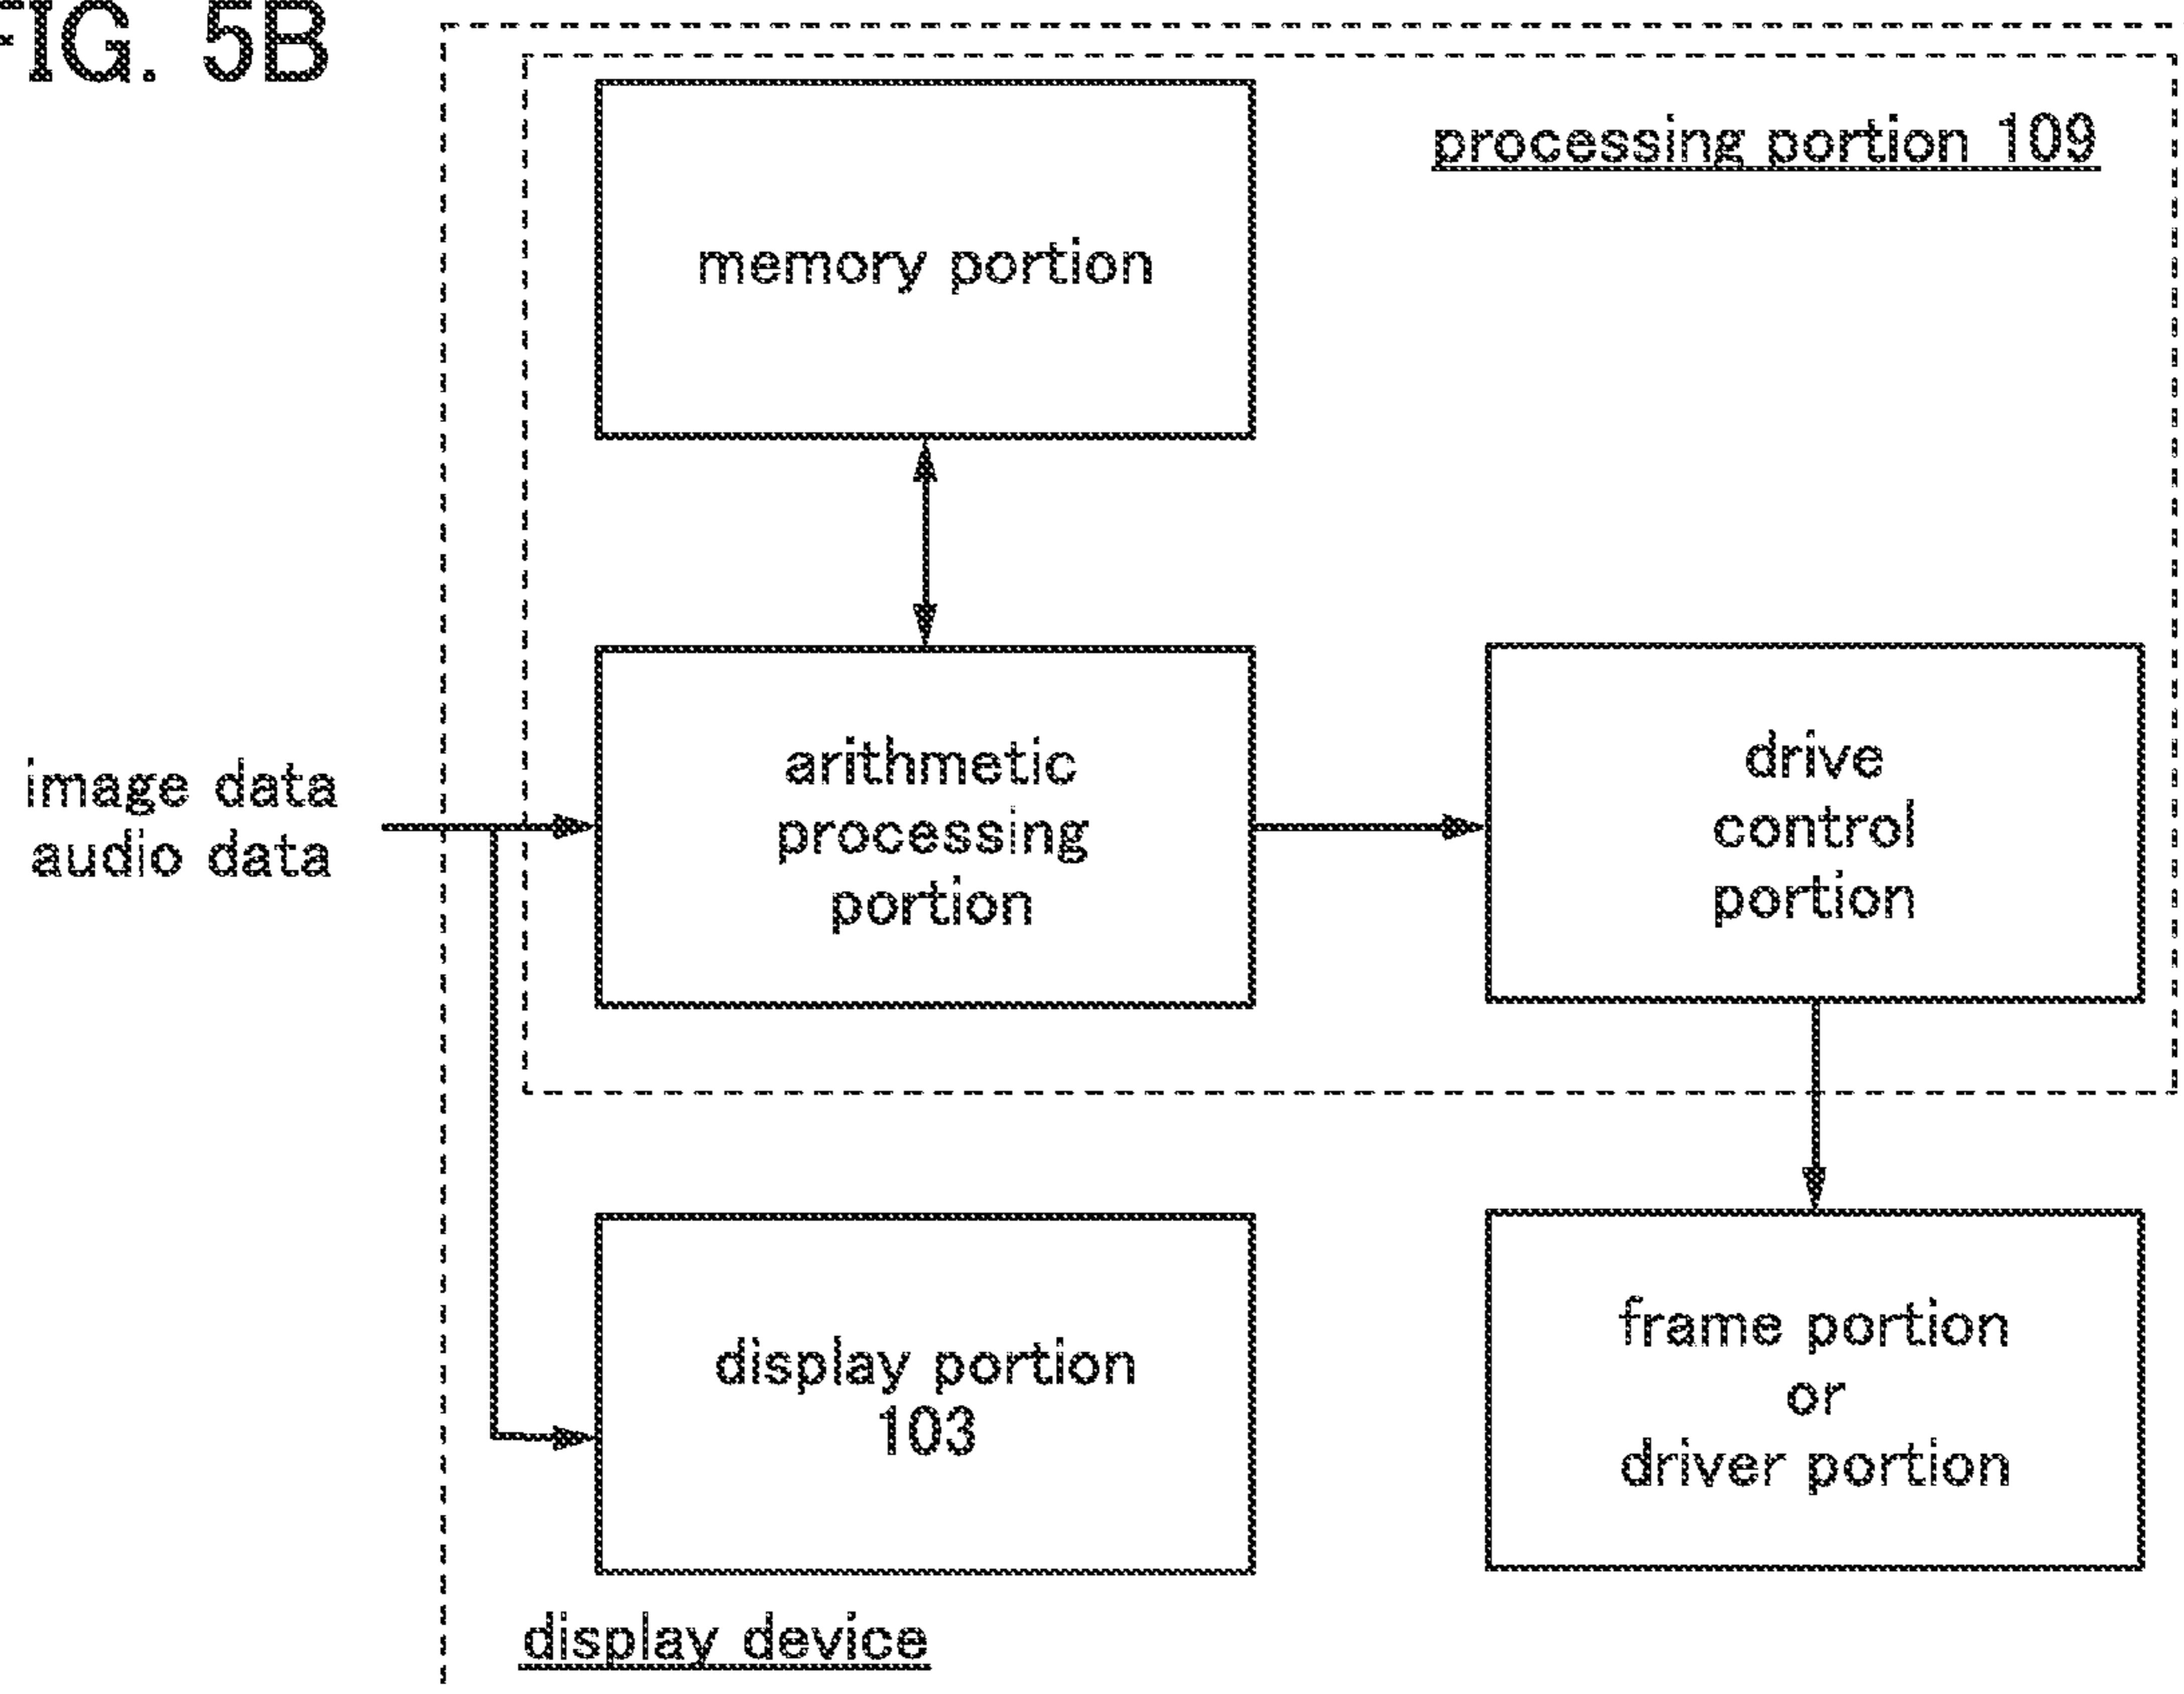 FIG. 5B
processing portion 109
memory portion
image data
audio data
arithmetic
processing
portion
drive
control
portion
display portion
103
frame portion
or
driver portion
display device